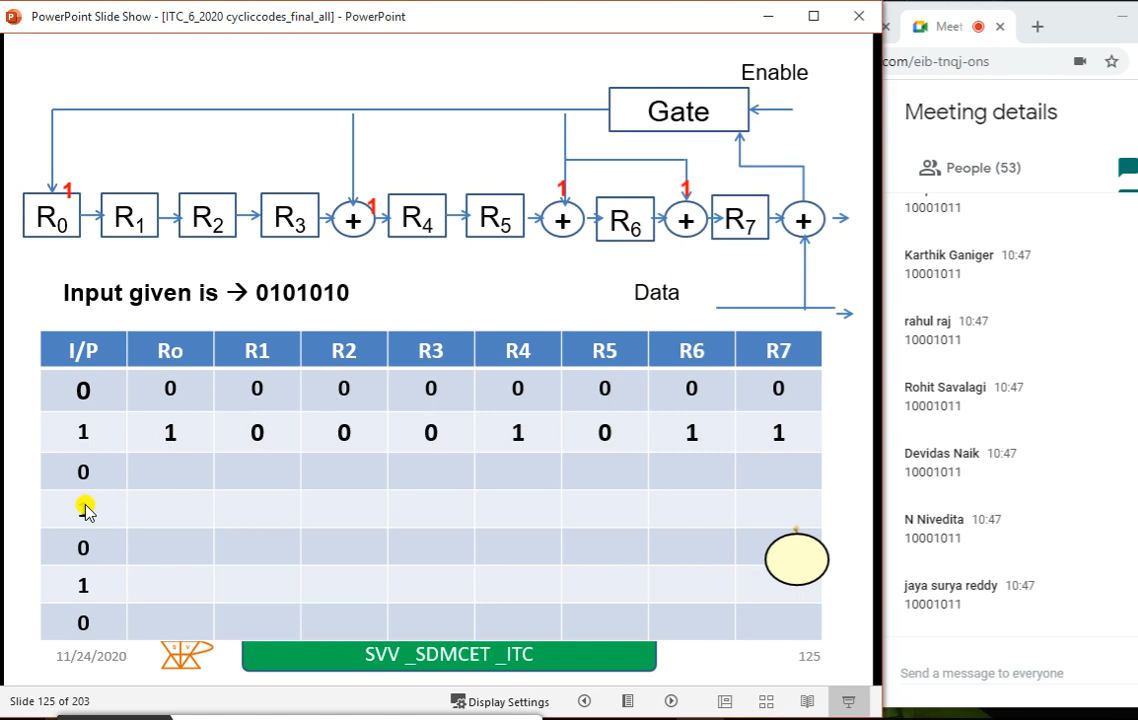 PowerPoint Slide Show - [ITC_6_2020 cycliccodes_final_all] - PowerPoint
Meet
com/eib-tnqj-ons
Enable
Gate
1 1 1 1
R0 R1 R2 R3 + R4 R5 + R6 + R7 +
Input given is → 0101010
Data
I/P Ro R1 R2 R3 R4 R5 R6 R7
0 0 0 0 0 0 0 0 0
1 1 0 0 0 1 0 1 1
0
0
1
0
SVV _SDMCET _ITC
11/24/2020
125
Slide 125 of 203
Display Settings
Meeting details
People (53)
10001011
Karthik Ganiger 10:47
10001011
rahul raj 10:47
10001011
Rohit Savalagi 10:47
10001011
Devidas Naik 10:47
10001011
N Nivedita 10:47
10001011
jaya surya reddy 10:47
10001011
Send a message to everyone